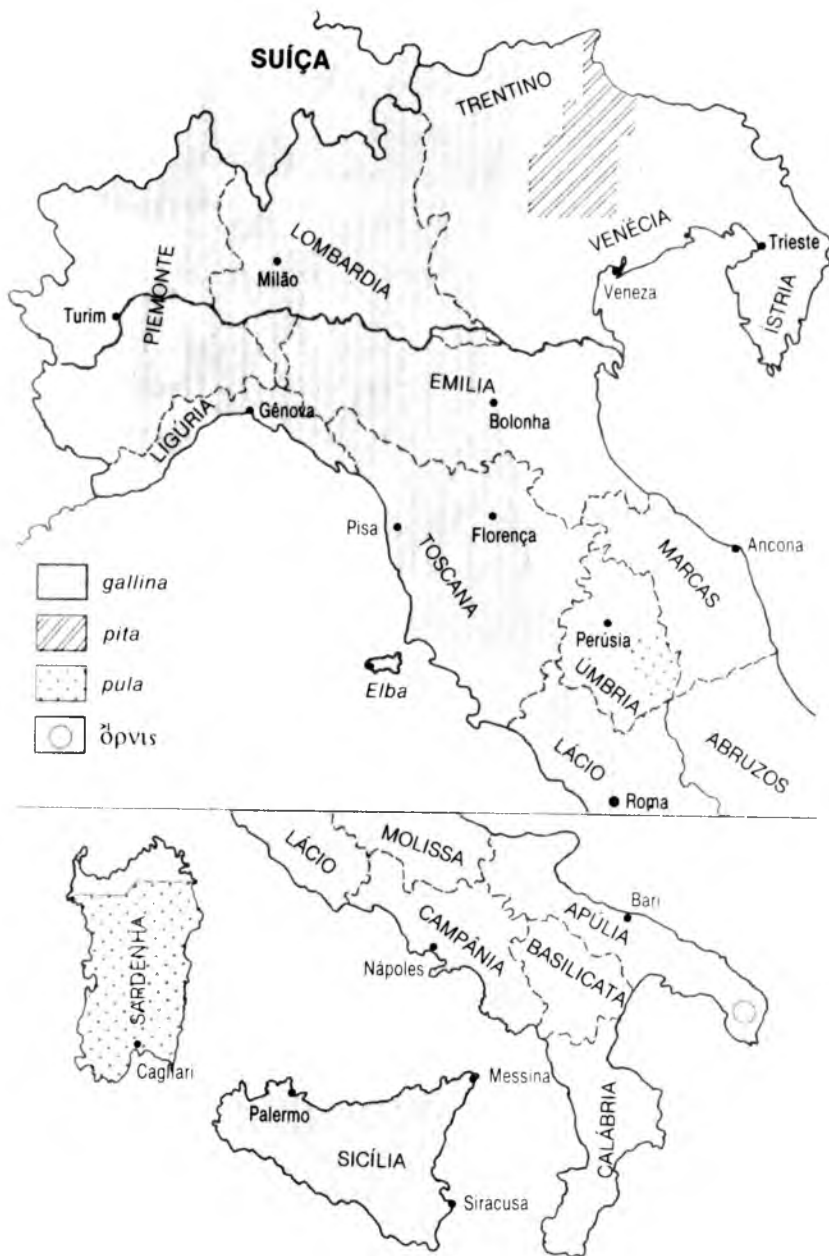 SUÍÇA
TRENTINO
VENÉCIA
Trieste
Veneza
ÍSTRIA
LOMBARDIA
Milão
PIEMONTE
Turim
EMILIA
Bolonha
LIGÚRIA
Gênova
Pisa
TOSCANA
Florença
MARCAS
Ancona
Perúsia
ÚMBRIA
Elba
LÁCIO
ABRUZOS
Roma
gallina
pita
pula
ὄρνις
LÁCIO
MOLISSA
Bari
APÚLIA
CAMPÂNIA
BASILICATA
Nápoles
SARDENHA
Cagliari
Messina
Palermo
SICÍLIA
CALÁBRIA
Siracusa